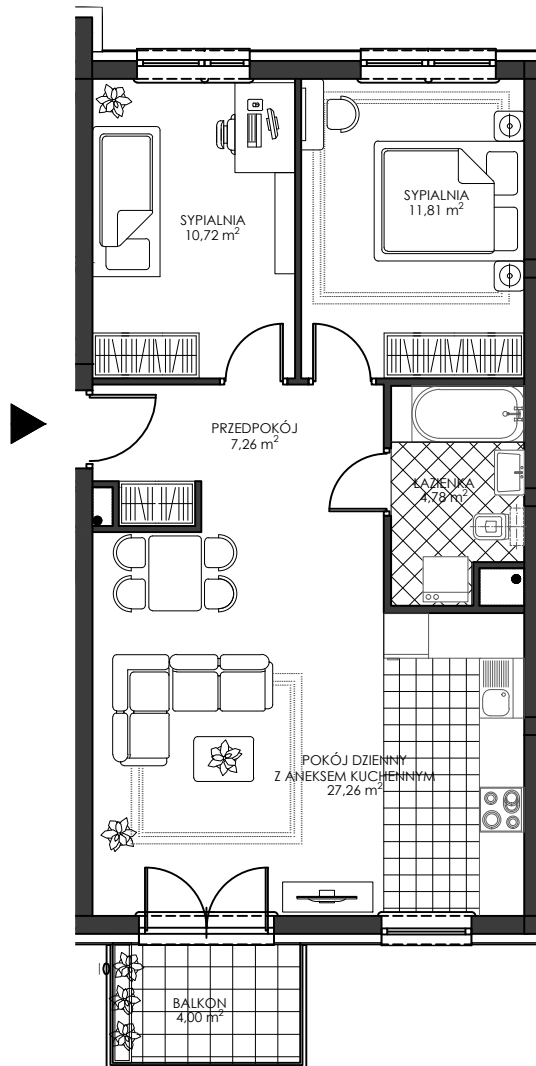 SYPIALNIA
10,72 m²
SYPIALNIA
11,81 m²
PRZEDPOKÓJ
7,26 m²
ŁAZIENKA
4,78 m²
POKÓJ DZIENNY
Z ANEKSEM KUCHENNYM
27,26 m²
BALKON
4,00 m²